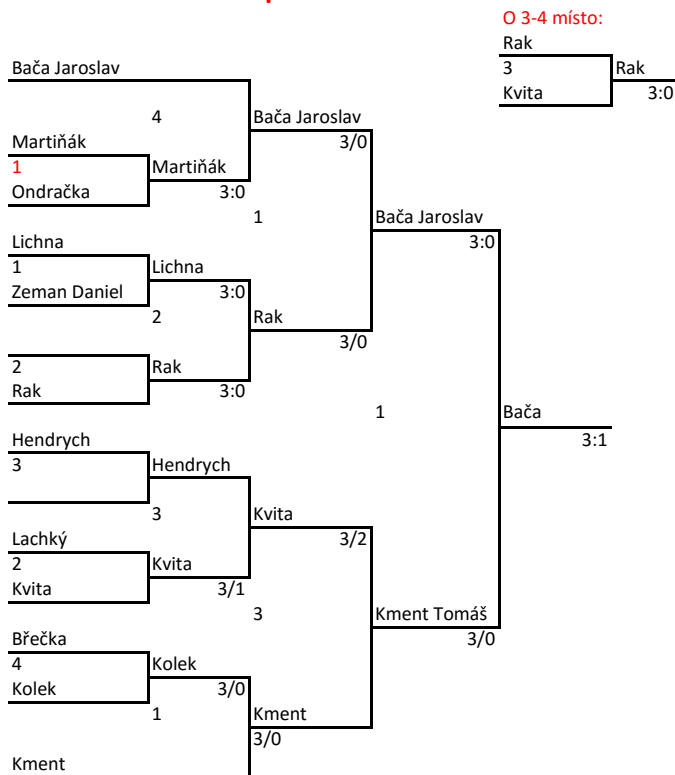 O 3-4 místo:
Rak
3
Rak
Kvita
3:0
Bača Jaroslav
4
Bača Jaroslav
3/0
Martiňák
1
Martiňák
Ondračka
3:0
1
Bača Jaroslav
3:0
Lichna
1
Lichna
Zeman Daniel
3:0
2
Rak
3/0
2
Rak
Rak
3:0
1
Bača
3:1
Hendrych
3
Hendrych
3
Kvita
3/2
Lachký
2
Kvita
Kvita
3/1
3
Kment Tomáš
3/0
Břečka
4
Kolek
Kolek
3/0
1
Kment
3/0
Kment